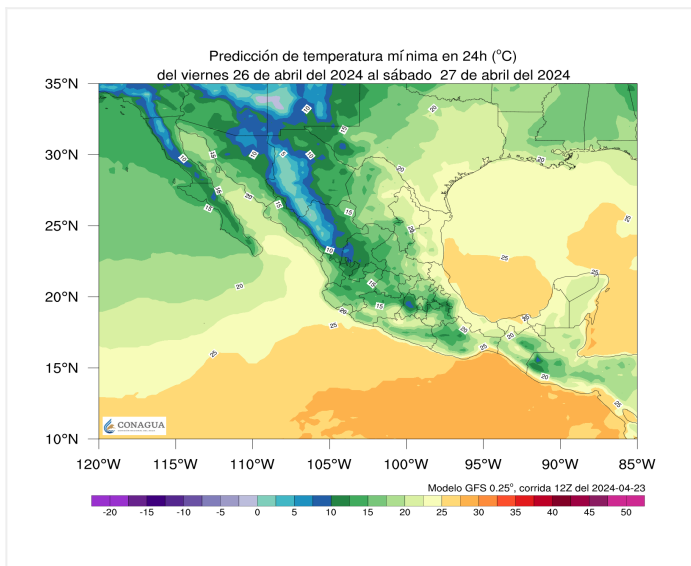 Predicción de temperatura mínima en 24h (°C)
del viernes 26 de abril del 2024 al sábado 27 de abril del 2024
35°N
30°N
25°N
20°N
15°N
10°N
120°W 115°W 110°W 105°W 100°W 95°W 90°W 85°W
CONAGUA
Modelo GFS 0.25°, corrida 12Z del 2024-04-23
-20 -15 -10 -5 0 5 10 15 20 25 30 35 40 45 50